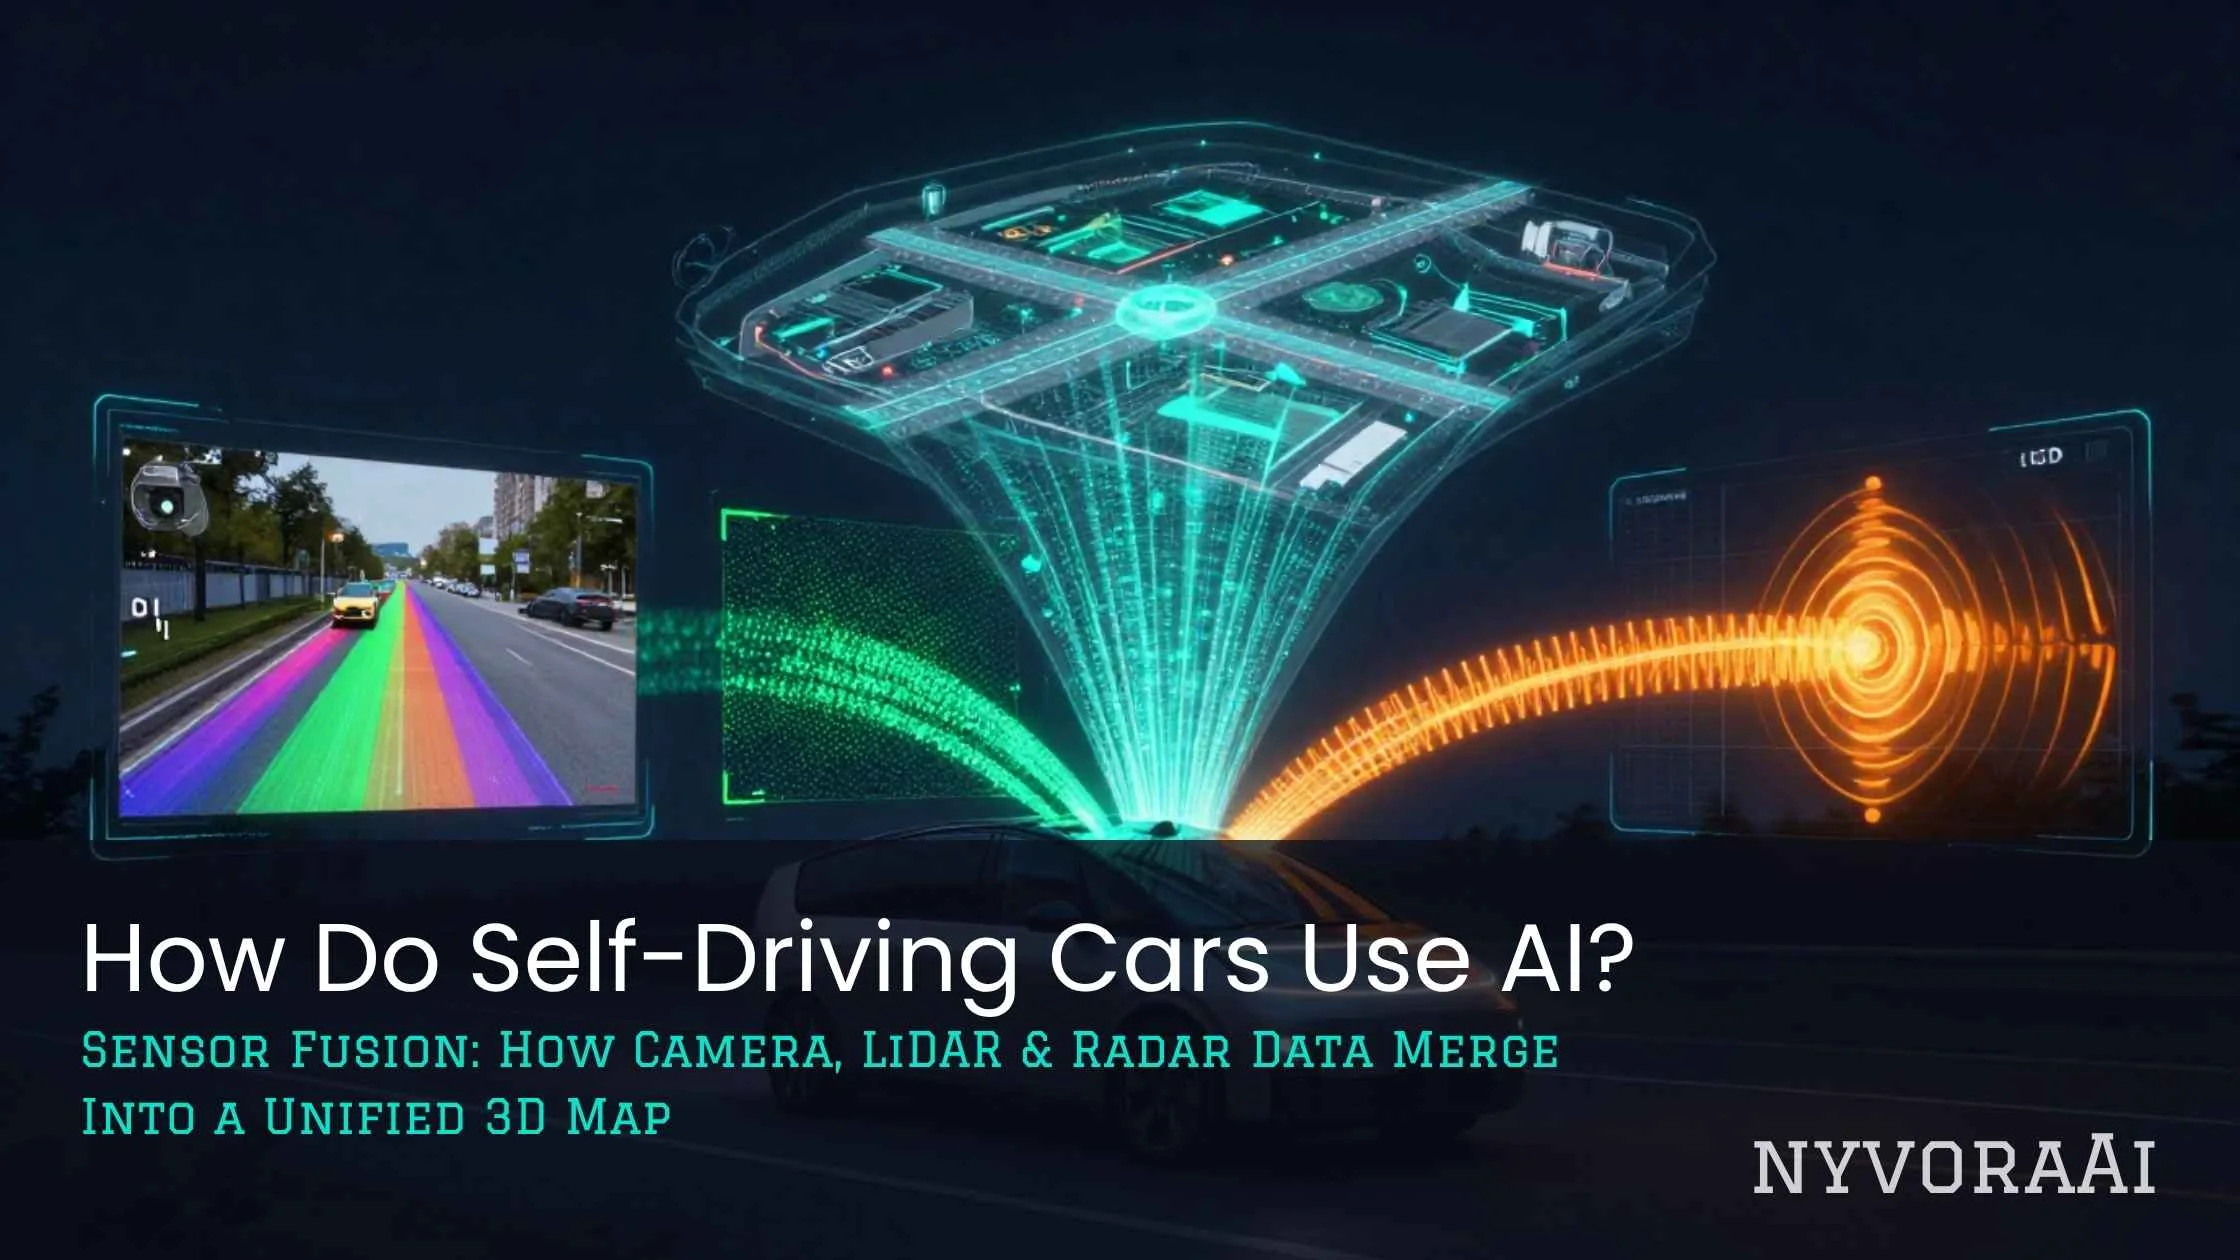 How Do Self-Driving Cars Use AI?
Sensor Fusion: How Camera, LiDAR & Radar Data Merge
Into a Unified 3D Map
NYVORAAI